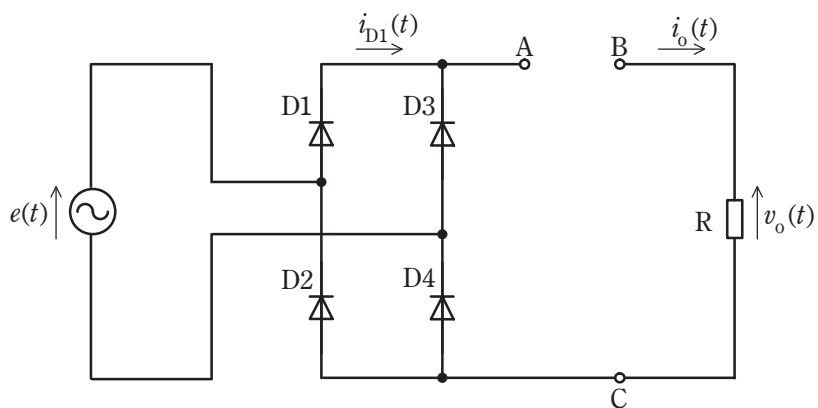 i_D1(t)
A
B
i_o(t)
D1
D3
e(t)
R
v_o(t)
D2
D4
C